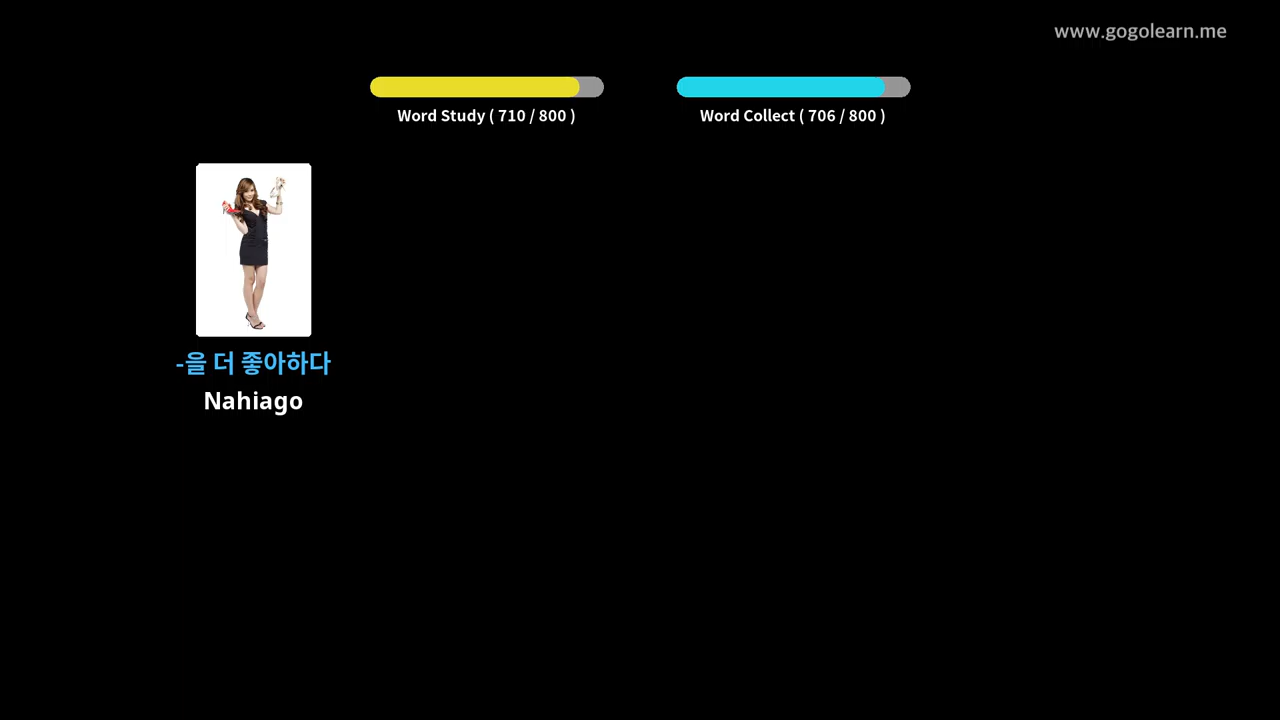 www.gogolearn.me
Word Study ( 710 / 800 )
Word Collect ( 706 / 800 )
-을 더 좋아하다
Nahiago